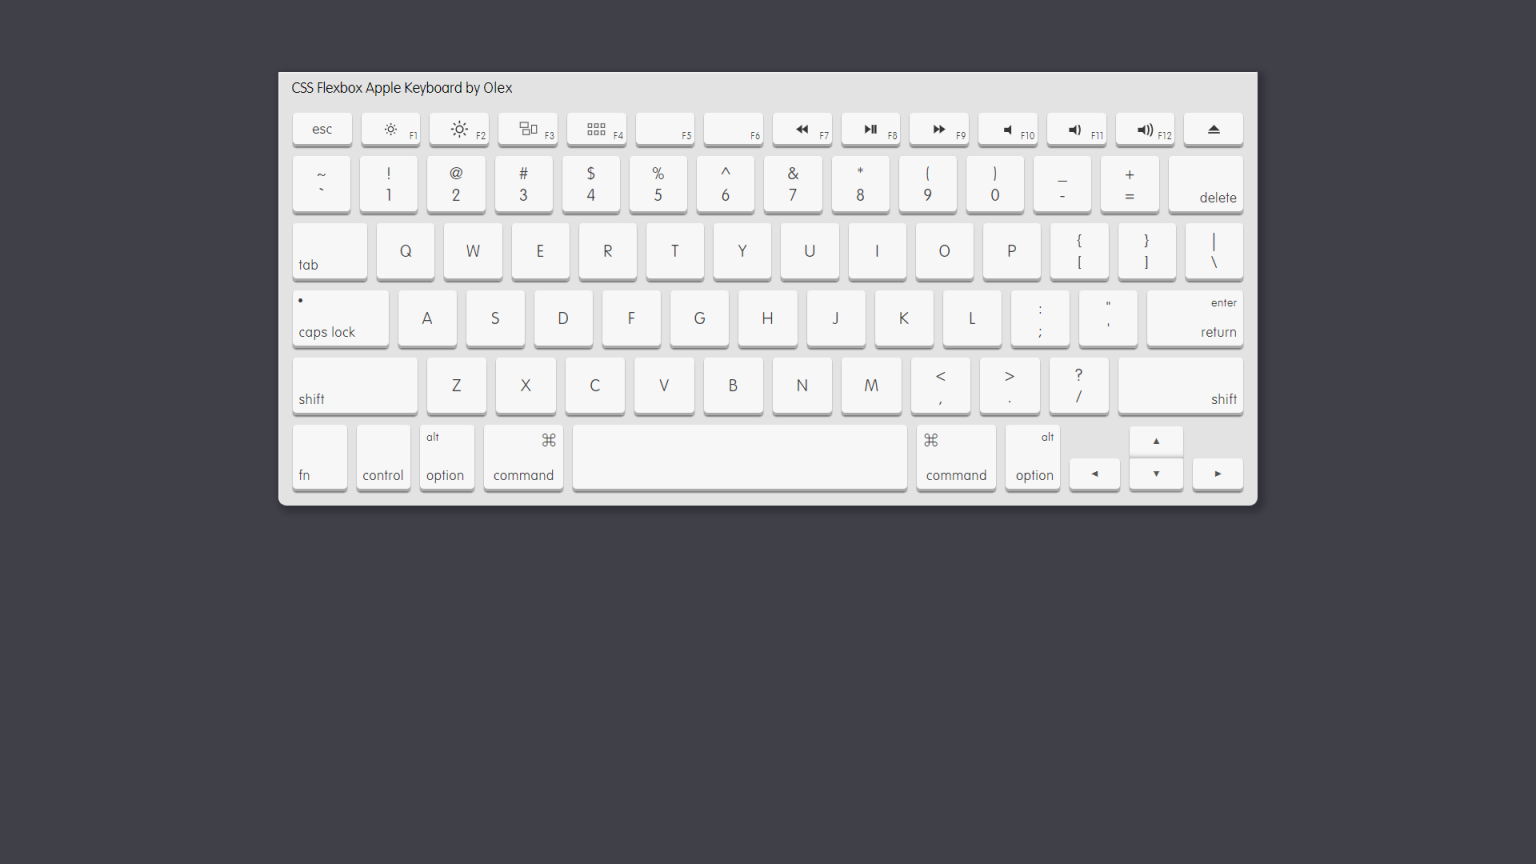 CSS Flexbox Apple Keyboard by Olex
esc F1 F2 F3 F4 F5 F6 F7 F8 F9 F10 F11 F12
~ ! @ # $ % ^ & * ( ) _ +
` 1 2 3 4 5 6 7 8 9 0 - = delete
Q W E R T Y U I O P { } |
tab [ ] \
• : " enter
A S D F G H J K L
caps lock ; ' return
Z X C V B N M < > ?
shift , . / shift
alt ⌘ ⌘ alt ▲
fn control option command command option ◄ ▼ ►